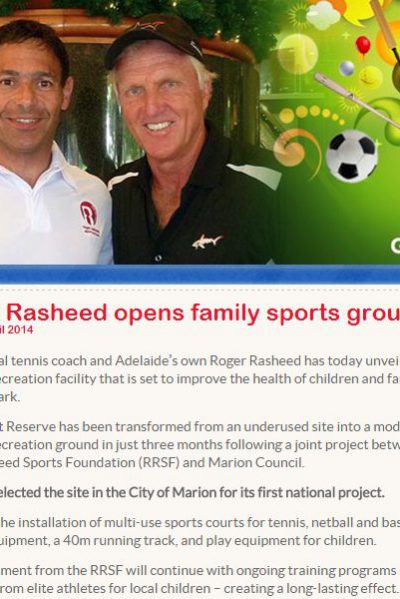 G
Rasheed opens family sports grou
il 2014
al tennis coach and Adelaide's own Roger Rasheed has today unvei
ecreation facility that is set to improve the health of children and fa
ark.
t Reserve has been transformed from an underused site into a mod
ecreation ground in just three months following a joint project betw
eed Sports Foundation (RRSF) and Marion Council.
elected the site in the City of Marion for its first national project.
he installation of multi-use sports courts for tennis, netball and bas
uipment, a 40m running track, and play equipment for children.
ment from the RRSF will continue with ongoing training programs
rom elite athletes for local children – creating a long-lasting effect.